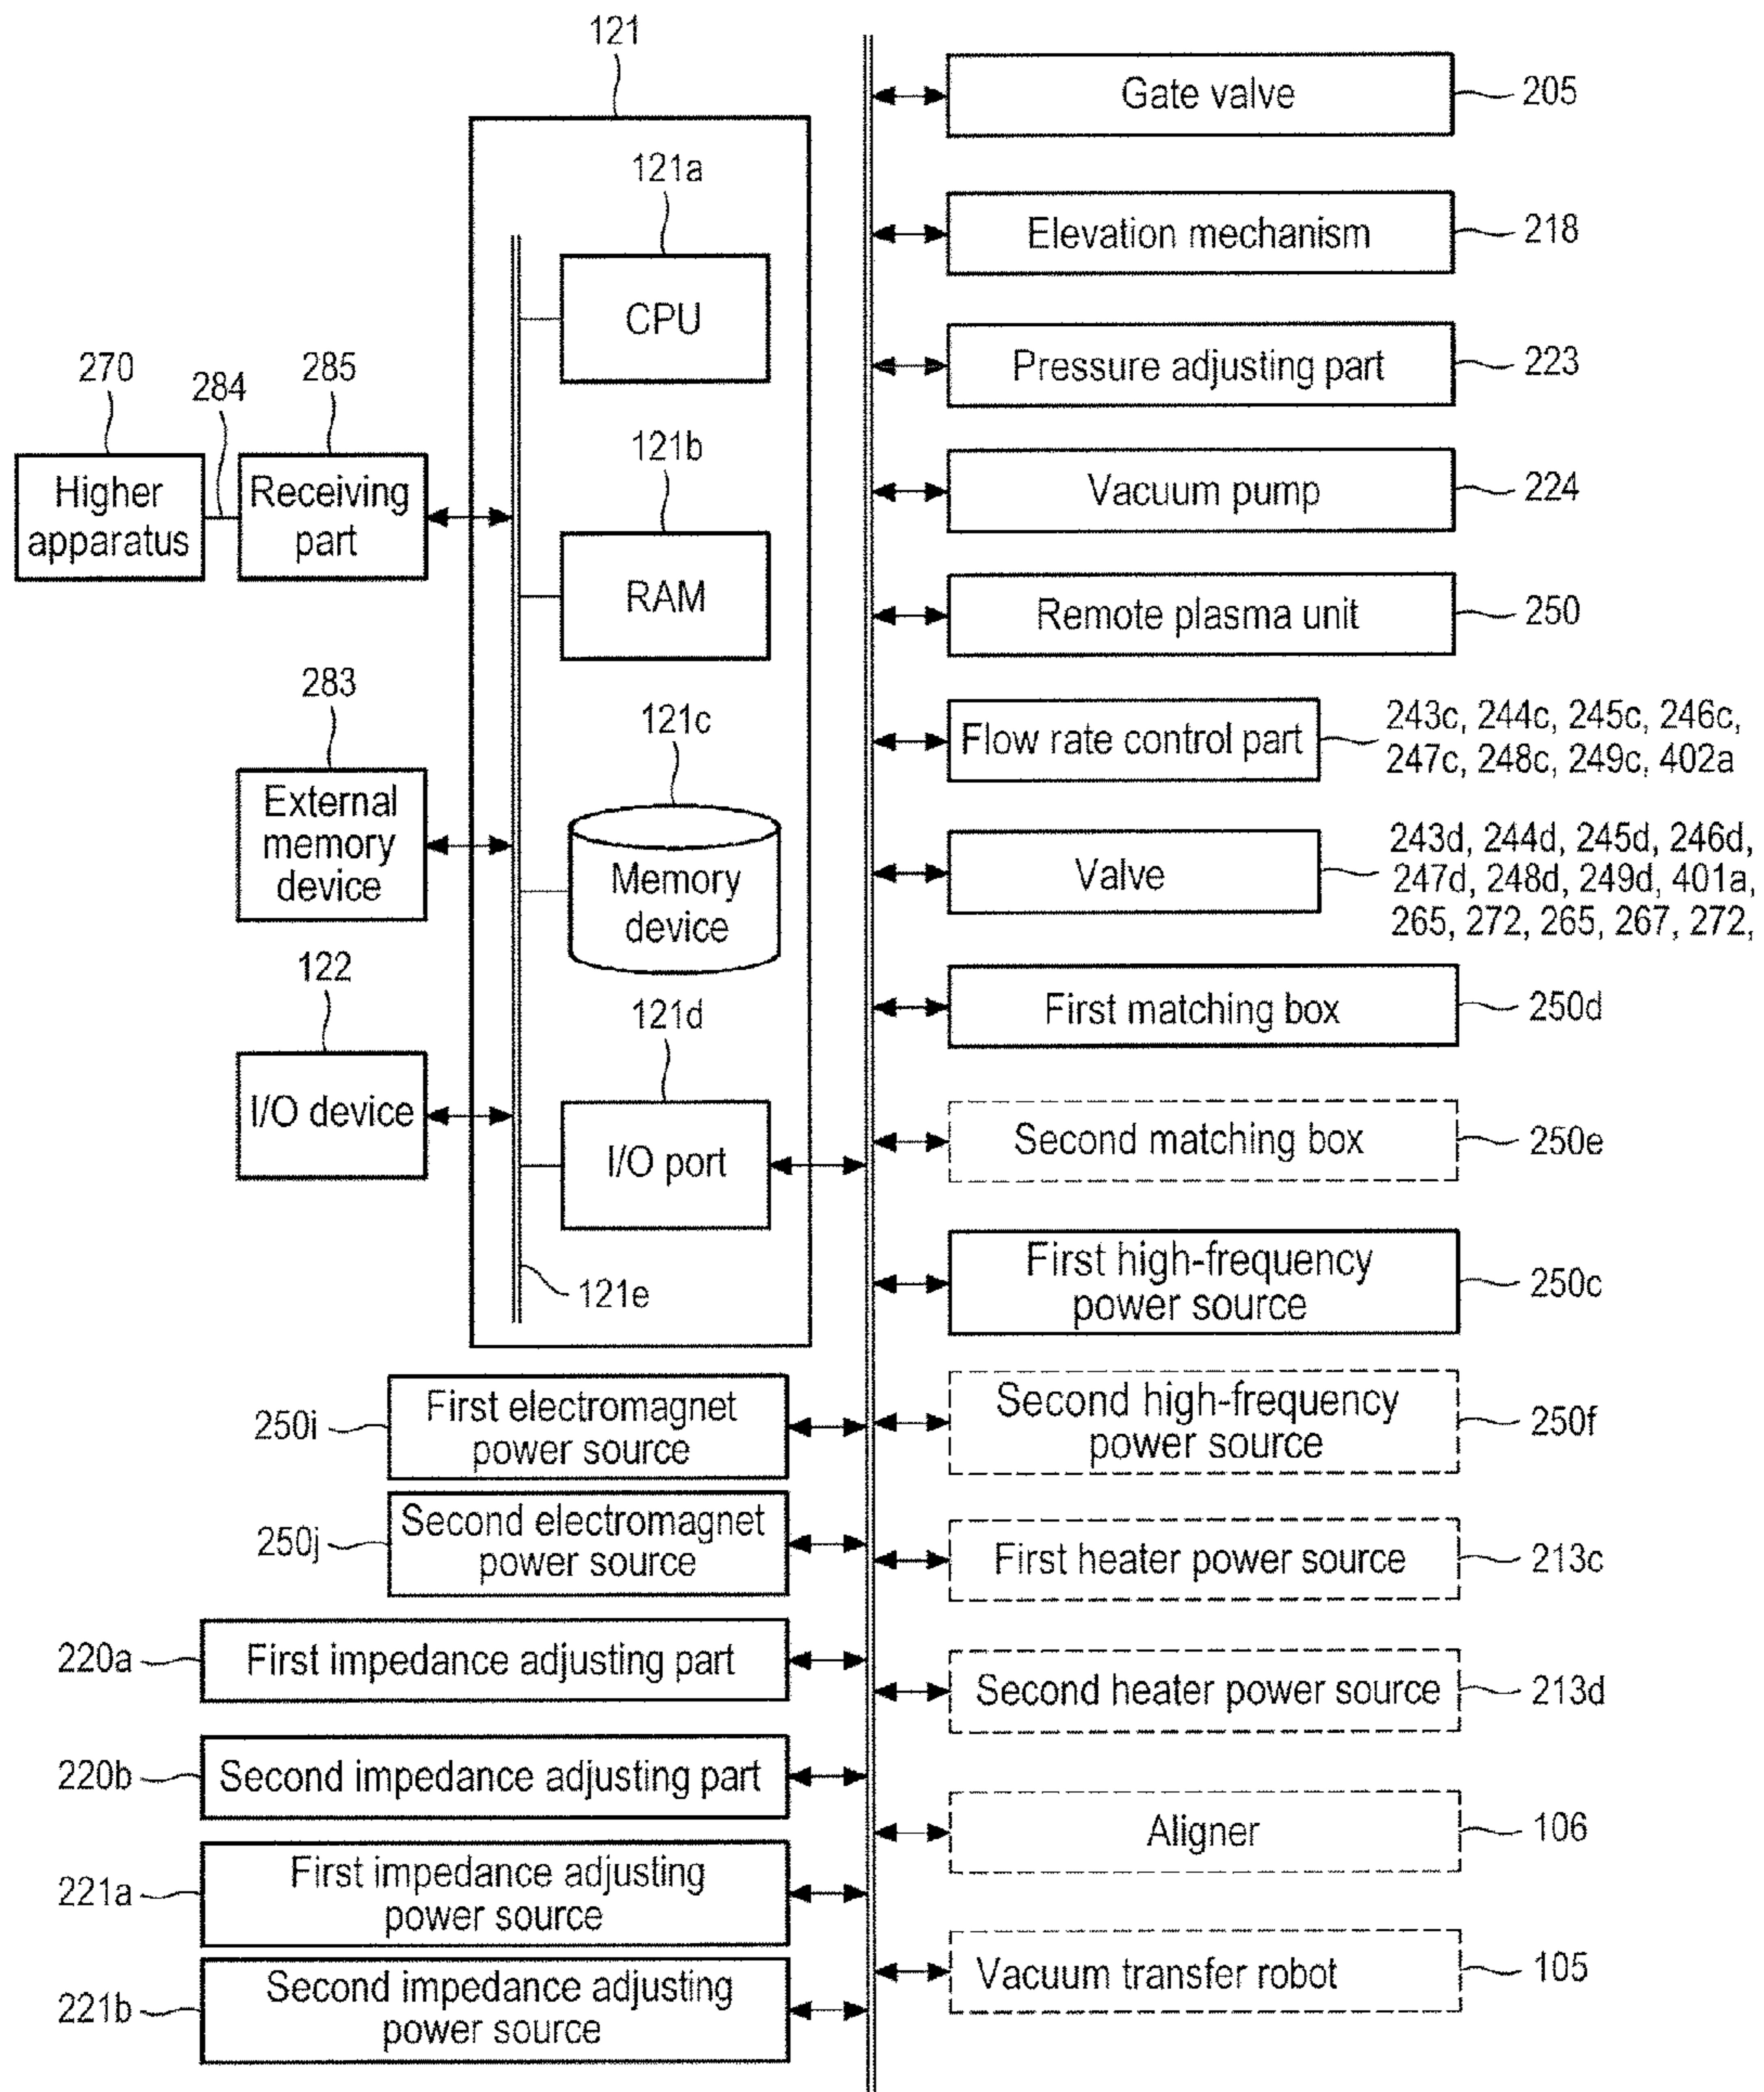 121
Gate valve
205
121a
Elevation mechanism
218
CPU
270
284
285
Pressure adjusting part
223
Higher
apparatus
Receiving
part
121b
Vacuum pump
224
RAM
Remote plasma unit
250
283
121c
Flow rate control part
243c, 244c, 245c, 246c,
247c, 248c, 249c, 402a
External
memory
device
Memory
device
Valve
243d, 244d, 245d, 246d,
247d, 248d, 249d, 401a,
265, 272, 265, 267, 272,
122
121d
First matching box
250d
I/O device
I/O port
Second matching box
250e
121e
First high-frequency
power source
250c
250i
First electromagnet
power source
Second high-frequency
power source
250f
250j
Second electromagnet
power source
First heater power source
213c
220a
First impedance adjusting part
Second heater power source
213d
220b
Second impedance adjusting part
Aligner
106
221a
First impedance adjusting
power source
Vacuum transfer robot
105
221b
Second impedance adjusting
power source